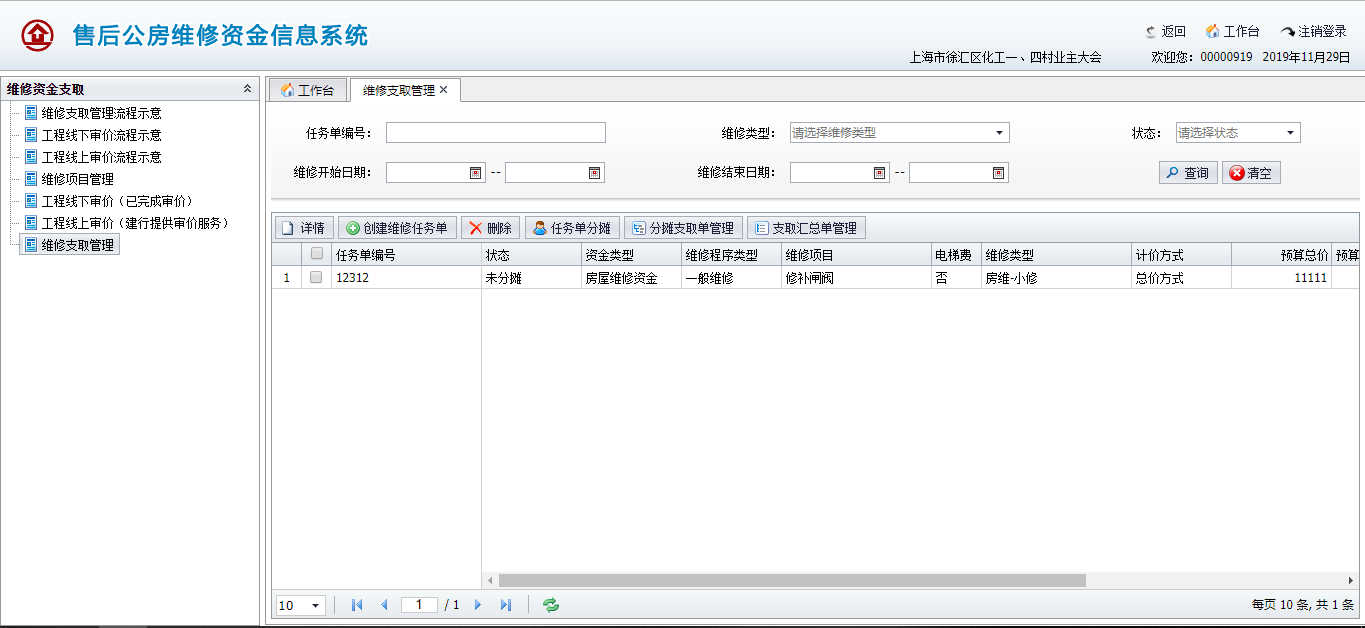 售后公房维修资金信息系统
返回 工作台 注销登录
上海市徐汇区化工一、四村业主大会 欢迎您: 00000919 2019年11月29日
维修资金支取
维修支取管理流程示意
工程线下审价流程示意
工程线上审价流程示意
维修项目管理
工程线下审价（已完成审价）
工程线上审价（建行提供审价服务）
维修支取管理
工作台 维修支取管理
任务单编号: 维修类型: 请选择维修类型 状态: 请选择状态
维修开始日期: -- 维修结束日期: -- 查询 清空
详情 创建维修任务单 删除 任务单分摊 分摊支取单管理 支取汇总单管理
任务单编号 状态 资金类型 维修程序类型 维修项目 电梯费 维修类型 计价方式 预算总价 预算
1 12312 未分摊 房屋维修资金 一般维修 修补闸阀 否 房维-小修 总价方式 11111
10 1 / 1 每页 10 条, 共 1 条